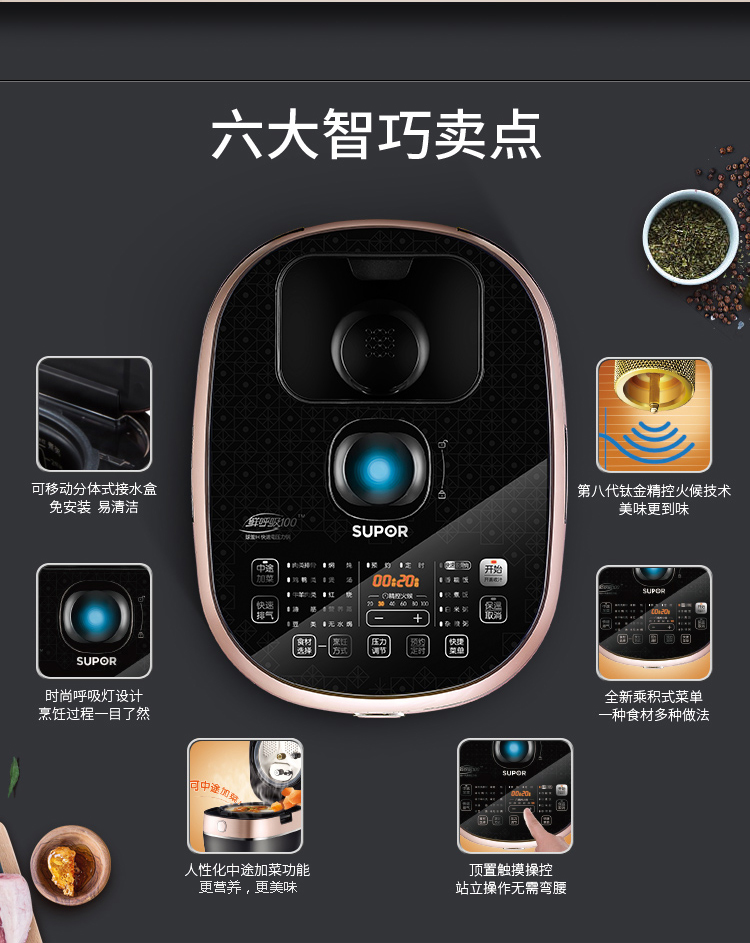 六大智巧卖点
可移动分体式接水盒
免安装 易清洁
第八代钛金精控火候技术
美味更到味
鲜呼吸100™
SUPOR
中途
加菜
预约 定时
开始
00:20
精控火候
20 30 40 60 80 100
快速
排气
− +
保温
取消
食材
选择
烹饪
方式
压力
调节
预约
定时
快捷
菜单
SUPOR
时尚呼吸灯设计
烹饪过程一目了然
SUPOR
全新乘积式菜单
一种食材多种做法
可中途加菜
人性化中途加菜功能
更营养，更美味
SUPOR
顶置触摸操控
站立操作无需弯腰